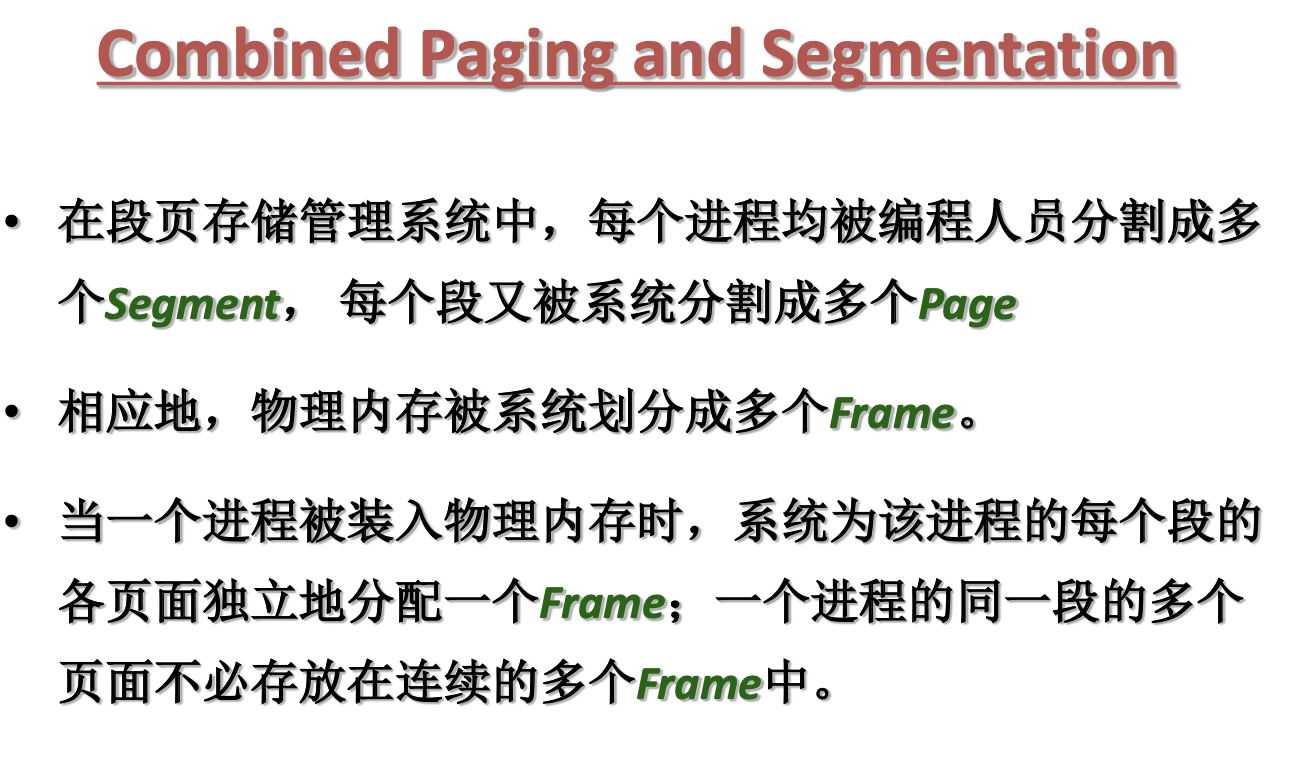 Combined Paging and Segmentation
• 在段页存储管理系统中，每个进程均被编程人员分割成多
个Segment， 每个段又被系统分割成多个Page
• 相应地，物理内存被系统划分成多个Frame。
• 当一个进程被装入物理内存时，系统为该进程的每个段的
各页面独立地分配一个Frame；一个进程的同一段的多个
页面不必存放在连续的多个Frame中。